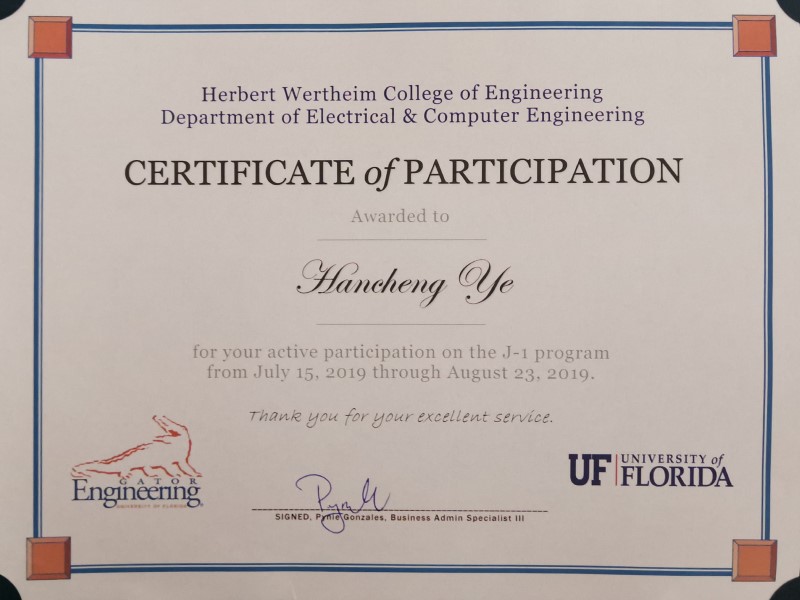 Herbert Wertheim College of Engineering
Department of Electrical & Computer Engineering
CERTIFICATE of PARTICIPATION
Awarded to
Hancheng Ye
for your active participation on the J-1 program
from July 15, 2019 through August 23, 2019.
Thank you for your excellent service.
GATOR
Engineering
UNIVERSITY OF FLORIDA
SIGNED, Pynie Gonzales, Business Admin Specialist III
UF UNIVERSITY of
FLORIDA